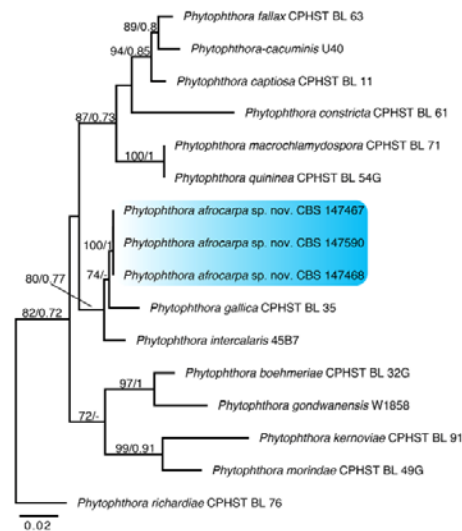 Phytophthora fallax CPHST BL 63
89/0.8
94/0.85
Phytophthora-cacuminis U40
Phytophthora captiosa CPHST BL 11
87/0.73
Phytophthora constricta CPHST BL 61
Phytophthora macrochlamydospora CPHST BL 71
100/1
Phytophthora quininea CPHST BL 54G
Phytophthora afrocarpa sp. nov. CBS 147467
100/1
Phytophthora afrocarpa sp. nov. CBS 147590
80/0.77
74/-
Phytophthora afrocarpa sp. nov. CBS 147468
Phytophthora gallica CPHST BL 35
82/0.72
Phytophthora intercalaris 45B7
97/1
Phytophthora boehmeriae CPHST BL 32G
Phytophthora gondwanensis W1858
72/-
Phytophthora kernoviae CPHST BL 91
99/0.91
Phytophthora morindae CPHST BL 49G
Phytophthora richardiae CPHST BL 76
0.02